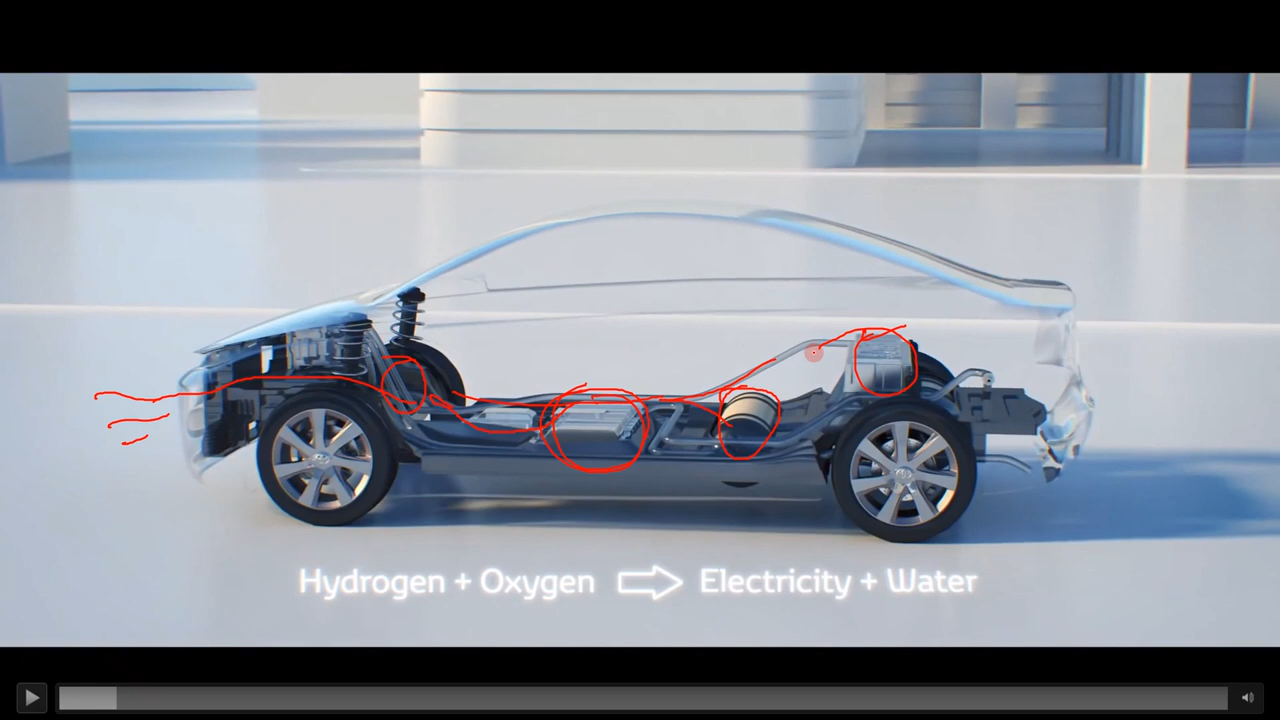 Hydrogen + Oxygen ⇨ Electricity + Water